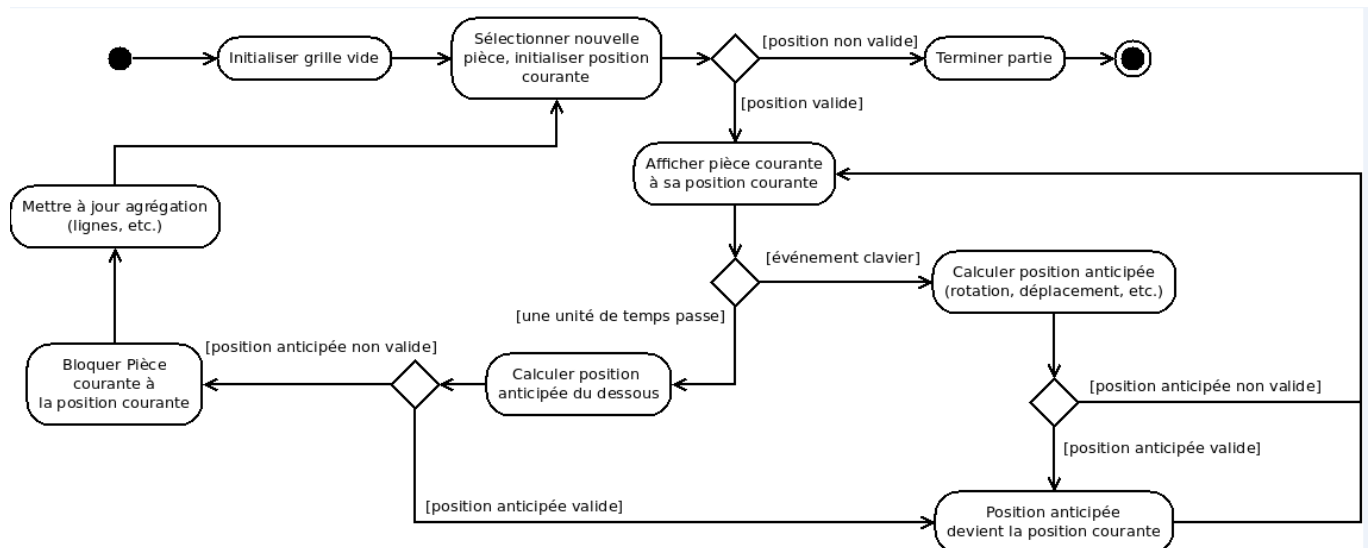 Initialiser grille vide
Sélectionner nouvelle
pièce, initialiser position
courante
[position non valide]
Terminer partie
[position valide]
Afficher pièce courante
à sa position courante
Mettre à jour agrégation
(lignes, etc.)
[événement clavier]
Calculer position anticipée
(rotation, déplacement, etc.)
[une unité de temps passe]
[position anticipée non valide]
Bloquer Pièce
courante à
la position courante
Calculer position
anticipée du dessous
[position anticipée non valide]
[position anticipée valide]
[position anticipée valide]
Position anticipée
devient la position courante